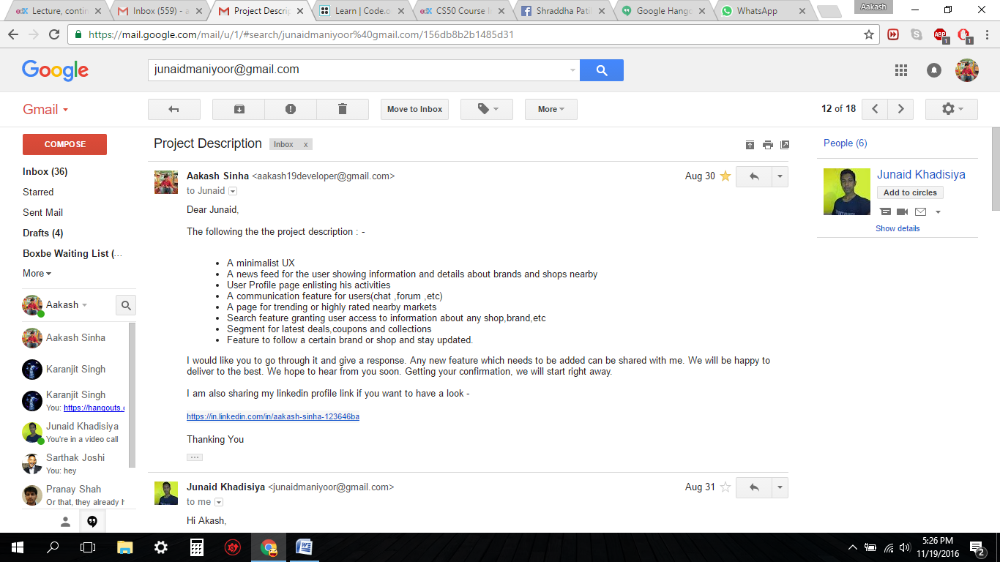 Lecture, contin
Inbox (559) - a
Project Descrip
Learn | Code.o
CS50 Course I
Shraddha Pati
Google Hango
WhatsApp
Aakash
https://mail.google.com/mail/u/1/#search/junaidmaniyoor%40gmail.com/156db8b2b1485d31
ABP 1 1
Google
junaidmaniyoor@gmail.com
Gmail
Move to Inbox
More
12 of 18
COMPOSE
Inbox (36)
Starred
Sent Mail
Drafts (4)
Boxbe Waiting List (…
More
Aakash
Aakash Sinha
Karanjit Singh
Karanjit Singh
You: https://hangouts.c
Junaid Khadisiya
You're in a video call
Sarthak Joshi
You: hey
Pranay Shah
Or that, they already h
Project Description Inbox x
Aakash Sinha <aakash19developer@gmail.com> Aug 30
to Junaid
Dear Junaid,
The following the the project description : -
• A minimalist UX
• A news feed for the user showing information and details about brands and shops nearby
• User Profile page enlisting his activities
• A communication feature for users(chat ,forum ,etc)
• A page for trending or highly rated nearby markets
• Search feature granting user access to information about any shop,brand,etc
• Segment for latest deals,coupons and collections
• Feature to follow a certain brand or shop and stay updated.
I would like you to go through it and give a response. Any new feature which needs to be added can be shared with me. We will be happy to
deliver to the best. We hope to hear from you soon. Getting your confirmation, we will start right away.
I am also sharing my linkedin profile link if you want to have a look -
https://in.linkedin.com/in/aakash-sinha-123646ba
Thanking You
Junaid Khadisiya <junaidmaniyoor@gmail.com> Aug 31
to me
Hi Akash,
People (6)
Junaid Khadisiya
Add to circles
Show details
5:26 PM
11/19/2016
2